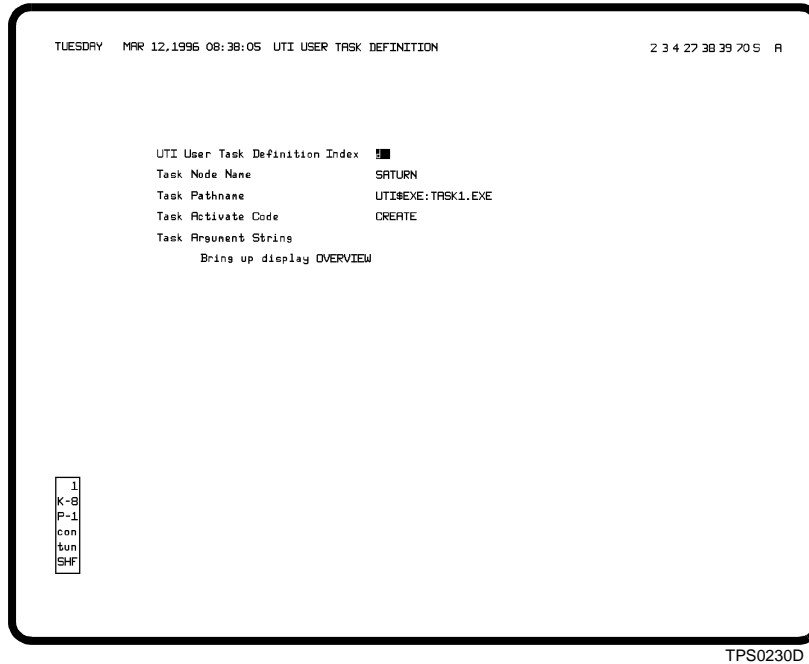 TUESDAY MAR 12,1996 08:38:05 UTI USER TASK DEFINITION 2 3 4 27 38 39 70 S A
UTI User Task Definition Index
Task Node Name SATURN
Task Pathname UTI$EXE:TASK1.EXE
Task Activate Code CREATE
Task Argument String
Bring up display OVERVIEW
1
K-8
P-1
con
tun
SHF
TPS0230D